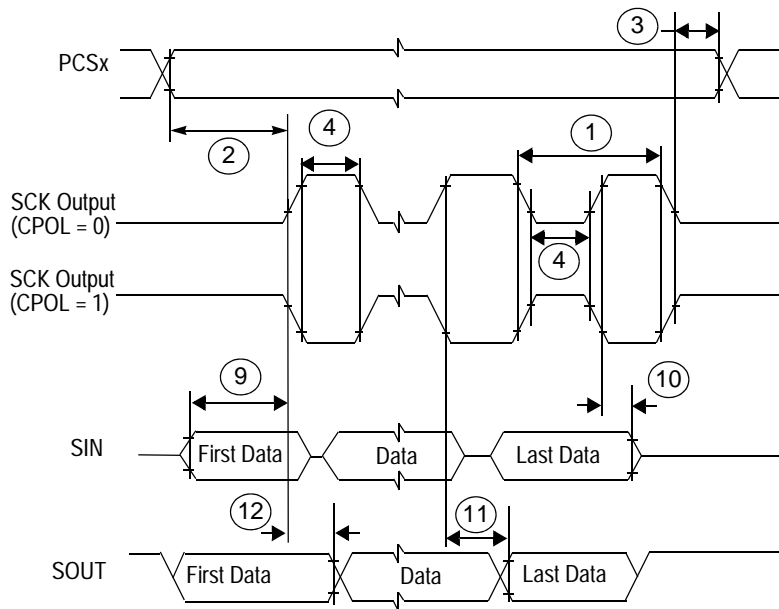 3
PCSx
2
4
1
SCK Output
(CPOL = 0)
4
SCK Output
(CPOL = 1)
9
10
SIN
First Data
Data
Last Data
12
11
SOUT
First Data
Data
Last Data